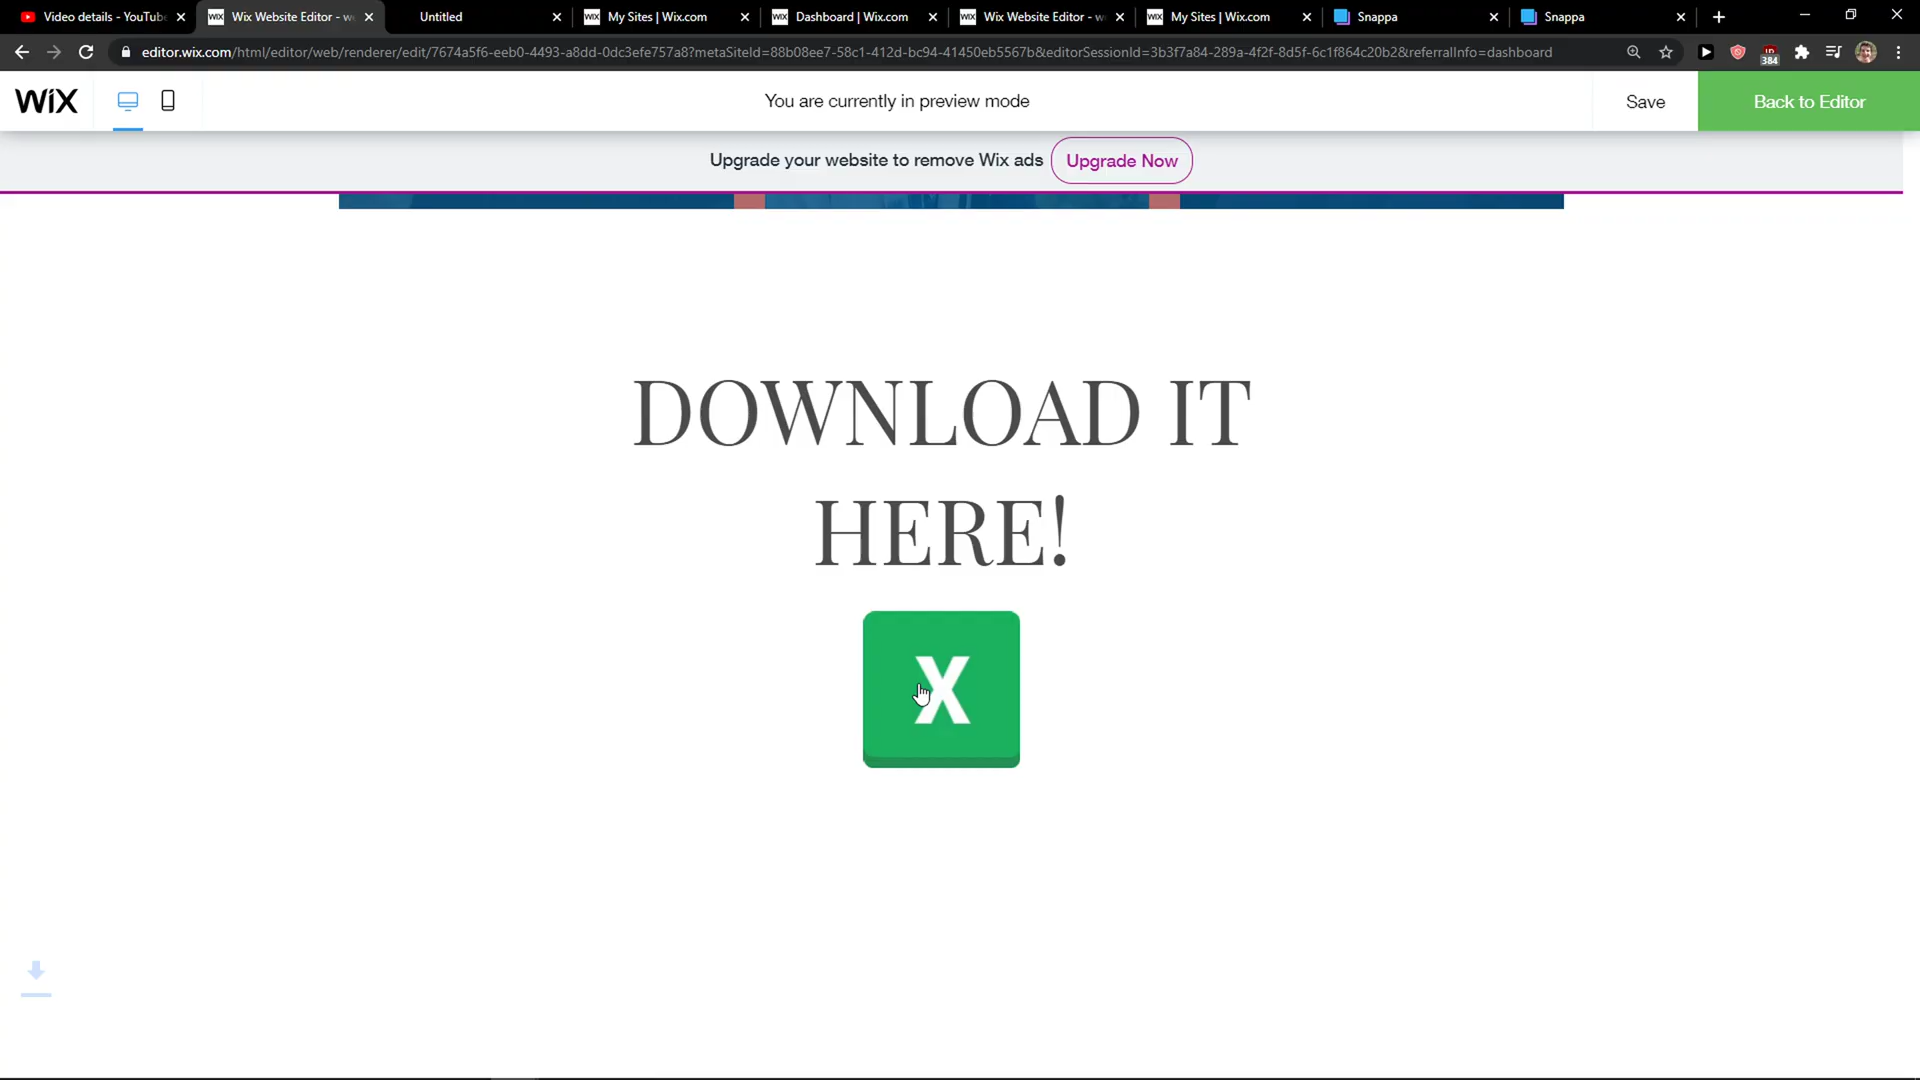 Video details - YouTub
Wix Website Editor - w
Untitled
My Sites | Wix.com
Dashboard | Wix.com
Wix Website Editor - w
My Sites | Wix.com
Snappa
Snappa
editor.wix.com/html/editor/web/renderer/edit/7674a5f6-eeb0-4493-a8dd-0dc3efe757a8?metaSiteId=88b08ee7-58c1-412d-bc94-41450eb5567b&editorSessionId=3b3f7a84-289a-4f2f-8d5f-6c1f864c20b2&referralInfo=dashboard
384
WiX
You are currently in preview mode
Save
Back to Editor
Upgrade your website to remove Wix ads
Upgrade Now
DOWNLOAD IT
HERE!
X